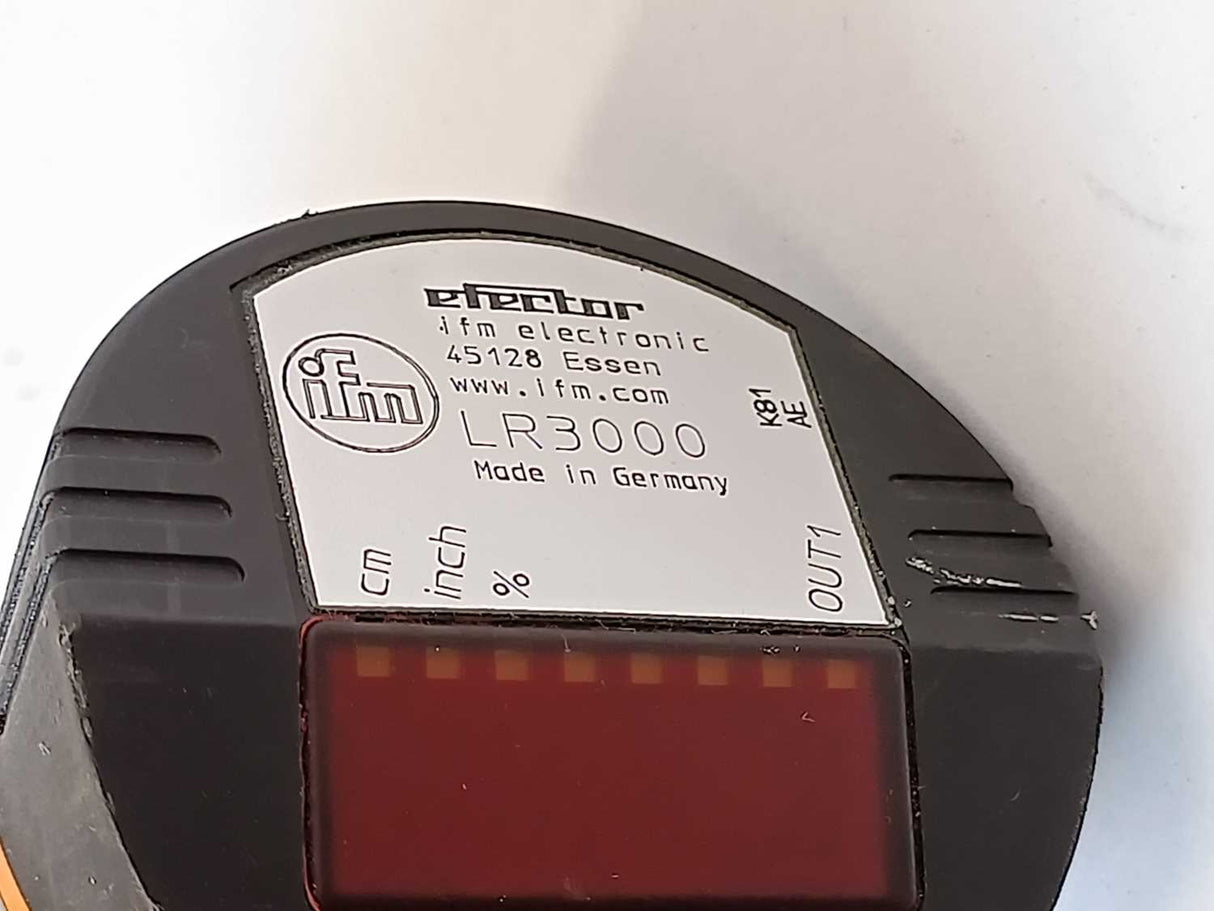 efector
ifm electronic
45128 Essen
www.ifm.com
ifm
LR3000
Made in Germany
K81
AE
cm
inch
%
OUT1